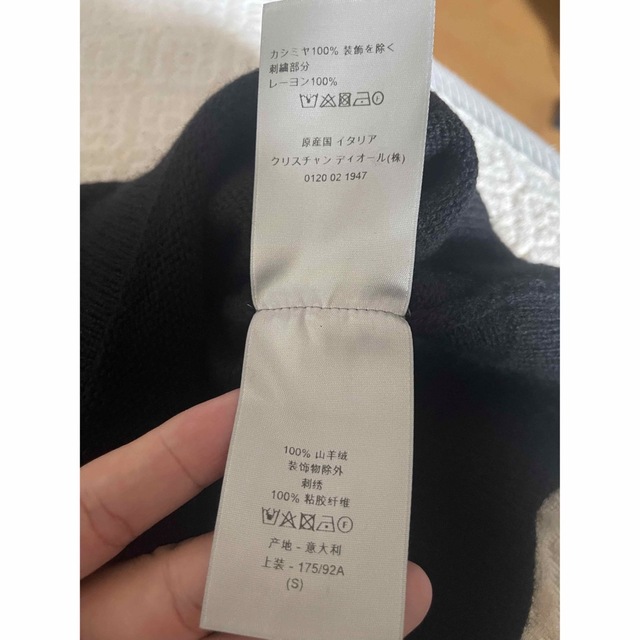 カシミヤ100% 装飾を除く
刺繍部分
レーヨン100%
原産国 イタリア
クリスチャン ディオール(株)
0120 02 1947
100% 山羊绒
装饰物除外
刺绣
100% 粘胶纤维
F
产地 - 意大利
上装 - 175/92A
(S)